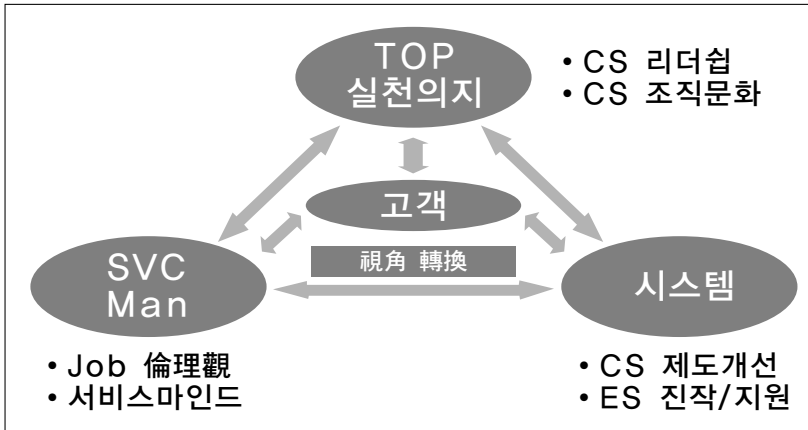 TOP
실천의지
• CS 리더쉽
• CS 조직문화
고객
視角 轉換
SVC
Man
시스템
• Job 倫理觀
• 서비스마인드
• CS 제도개선
• ES 진작/지원